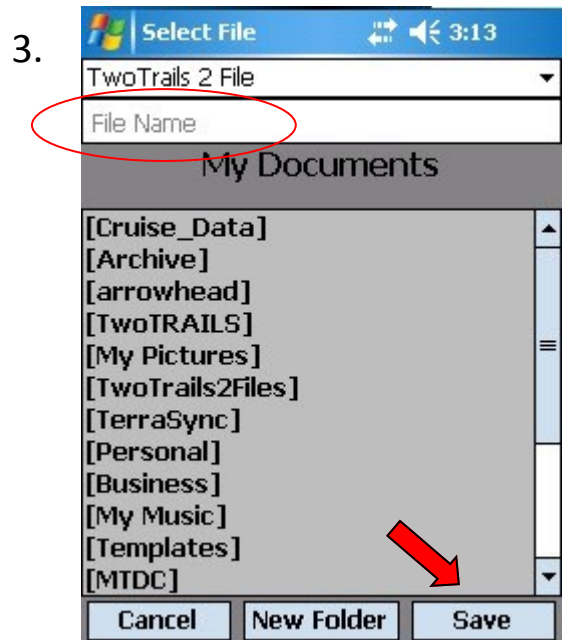 3.
Select File 3:13
TwoTrails 2 File
File Name
My Documents
[Cruise_Data]
[Archive]
[arrowhead]
[TwoTRAILS]
[My Pictures]
[TwoTrails2Files]
[TerraSync]
[Personal]
[Business]
[My Music]
[Templates]
[MTDC]
Cancel New Folder Save